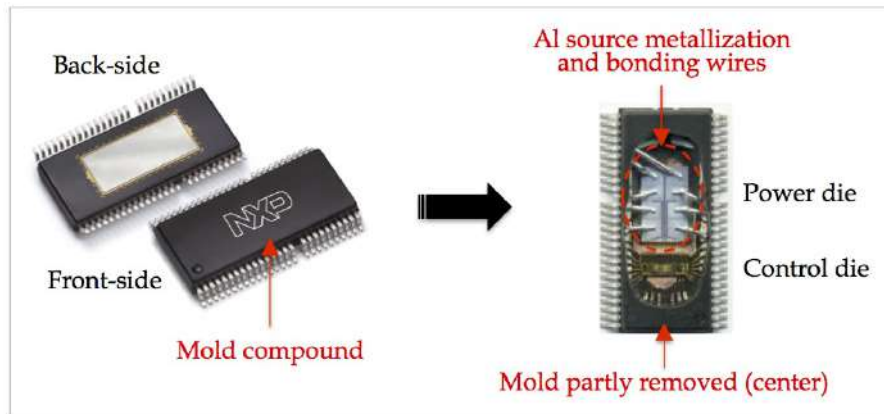 Back-side
NXP
Front-side
Mold compound
Al source metallization
and bonding wires
Power die
Control die
Mold partly removed (center)